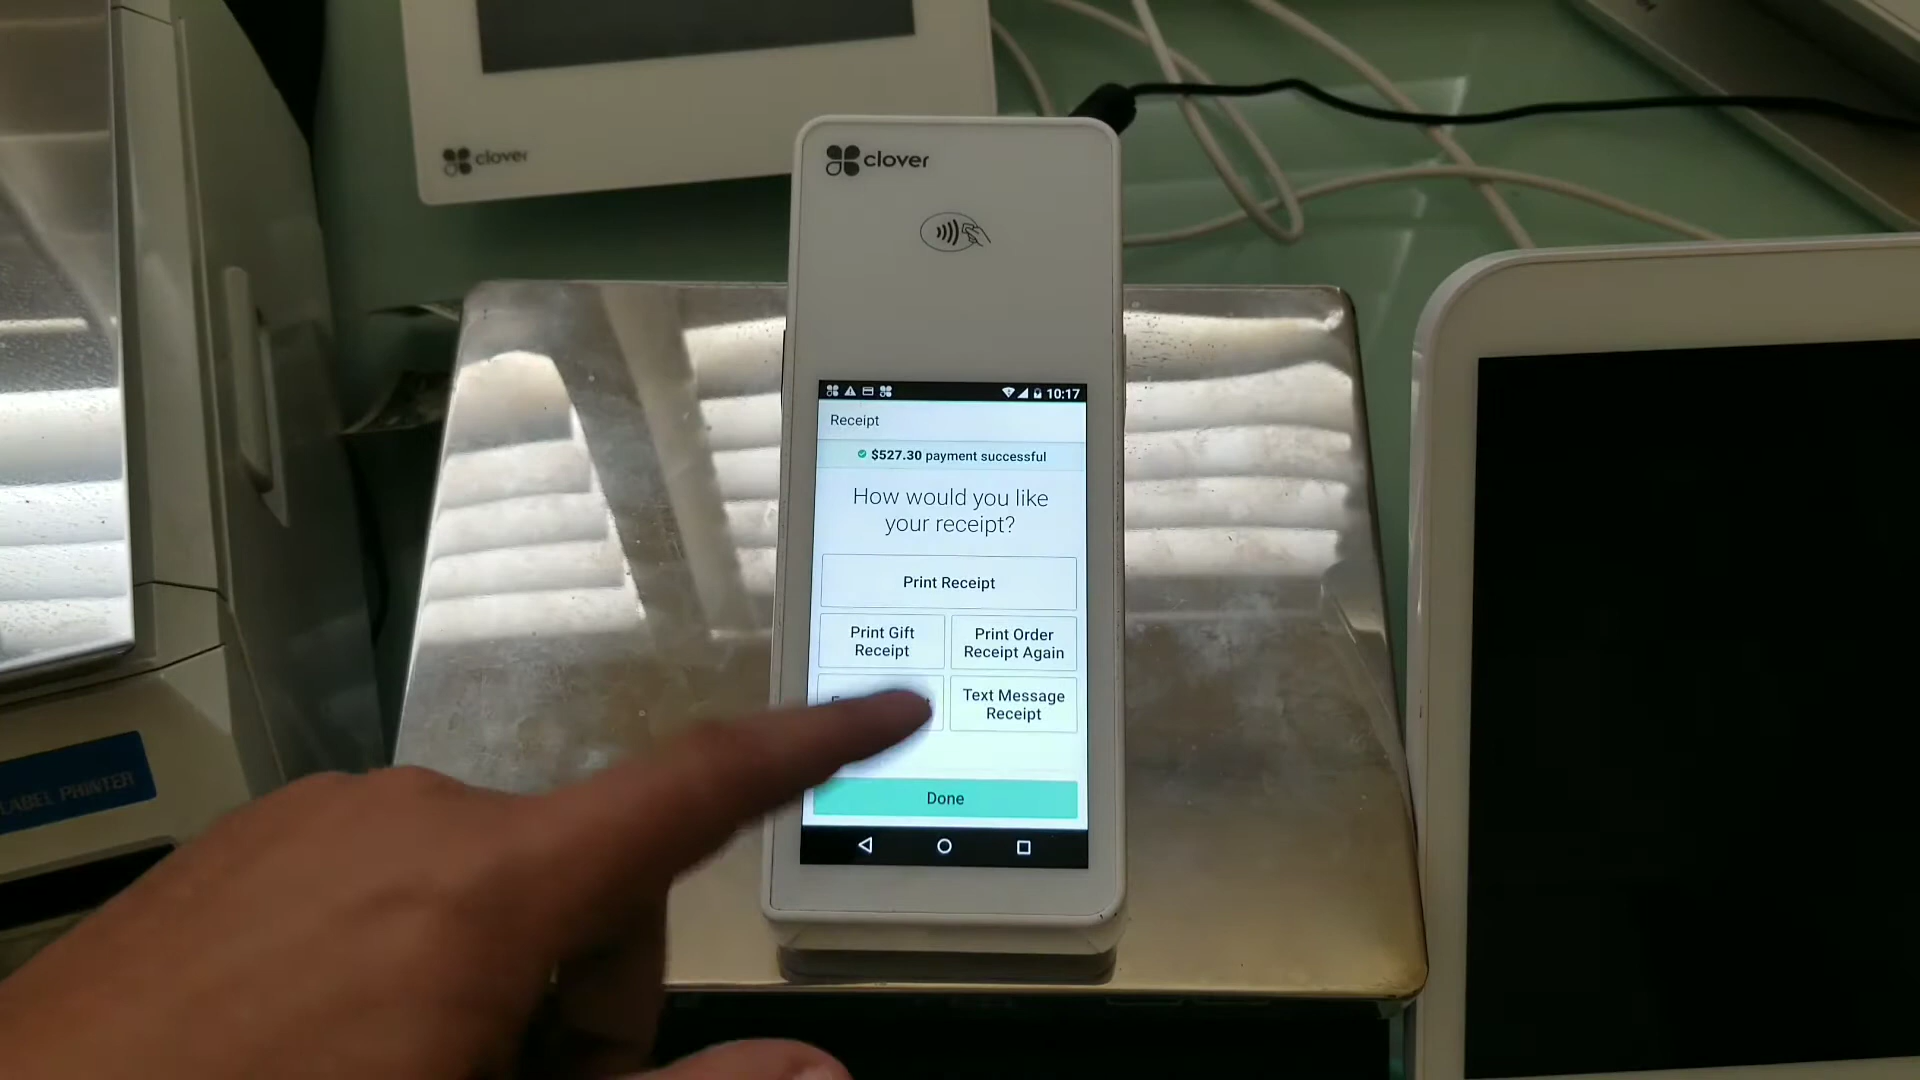 clover
clover
10:17
Receipt
$527.30 payment successful
How would you like
your receipt?
Print Receipt
Print Gift
Receipt
Print Order
Receipt Again
Text Message
Receipt
Done
LABEL PRINTER